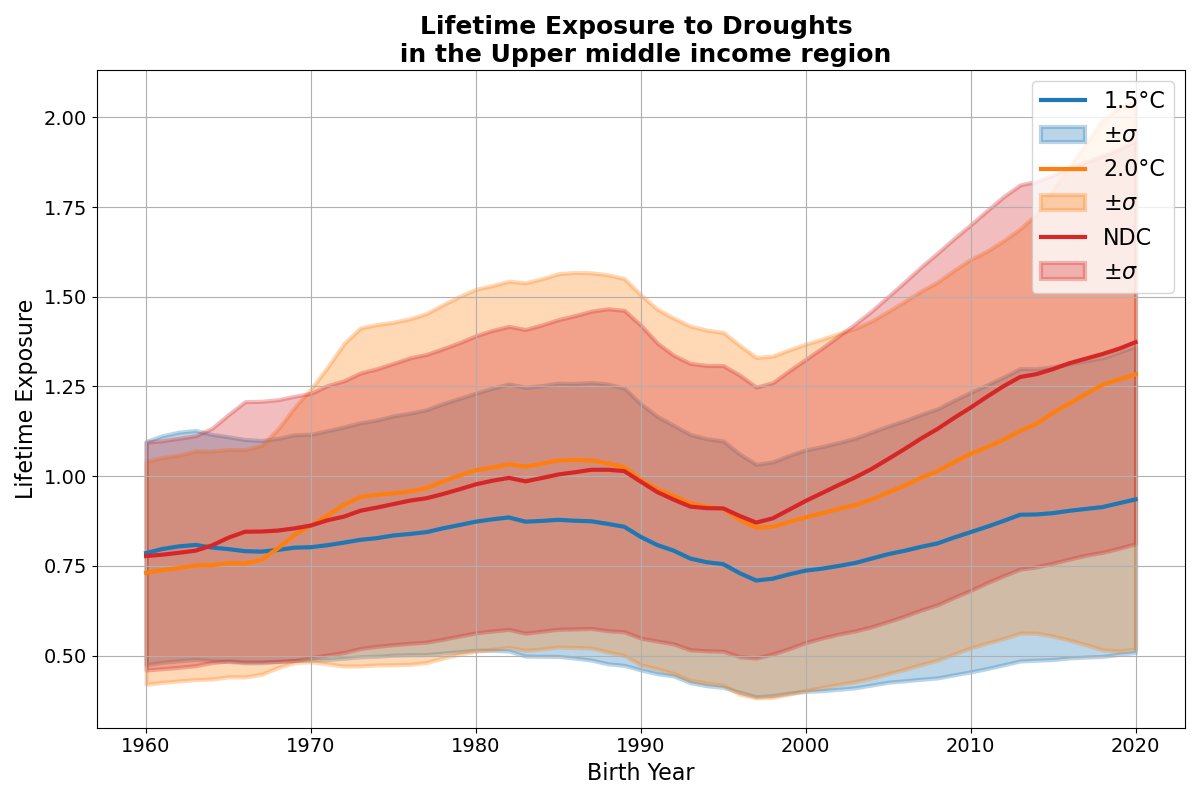 Lifetime Exposure to Droughts
in the Upper middle income region
Lifetime Exposure
2.00
1.75
1.50
1.25
1.00
0.75
0.50
1.5°C
±σ
2.0°C
±σ
NDC
±σ
1960
1970
1980
1990
2000
2010
2020
Birth Year